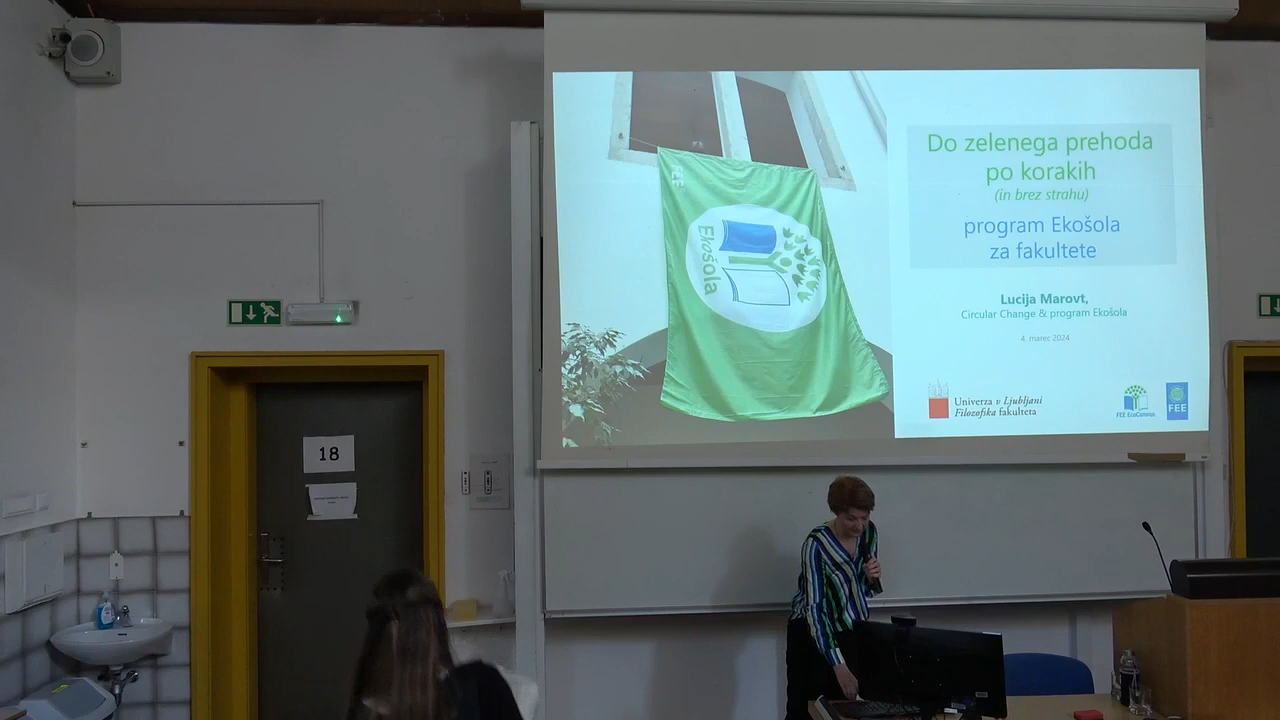 Do zelenega prehoda
po korakih
(in brez strahu)
program Ekošola
za fakultete
Lucija Marovt,
Circular Change & program Ekošola
4. marec 2024
Univerza v Ljubljani
Filozofska fakulteta
FEE EcoCampus
FEE
FEE
Ekošola
18